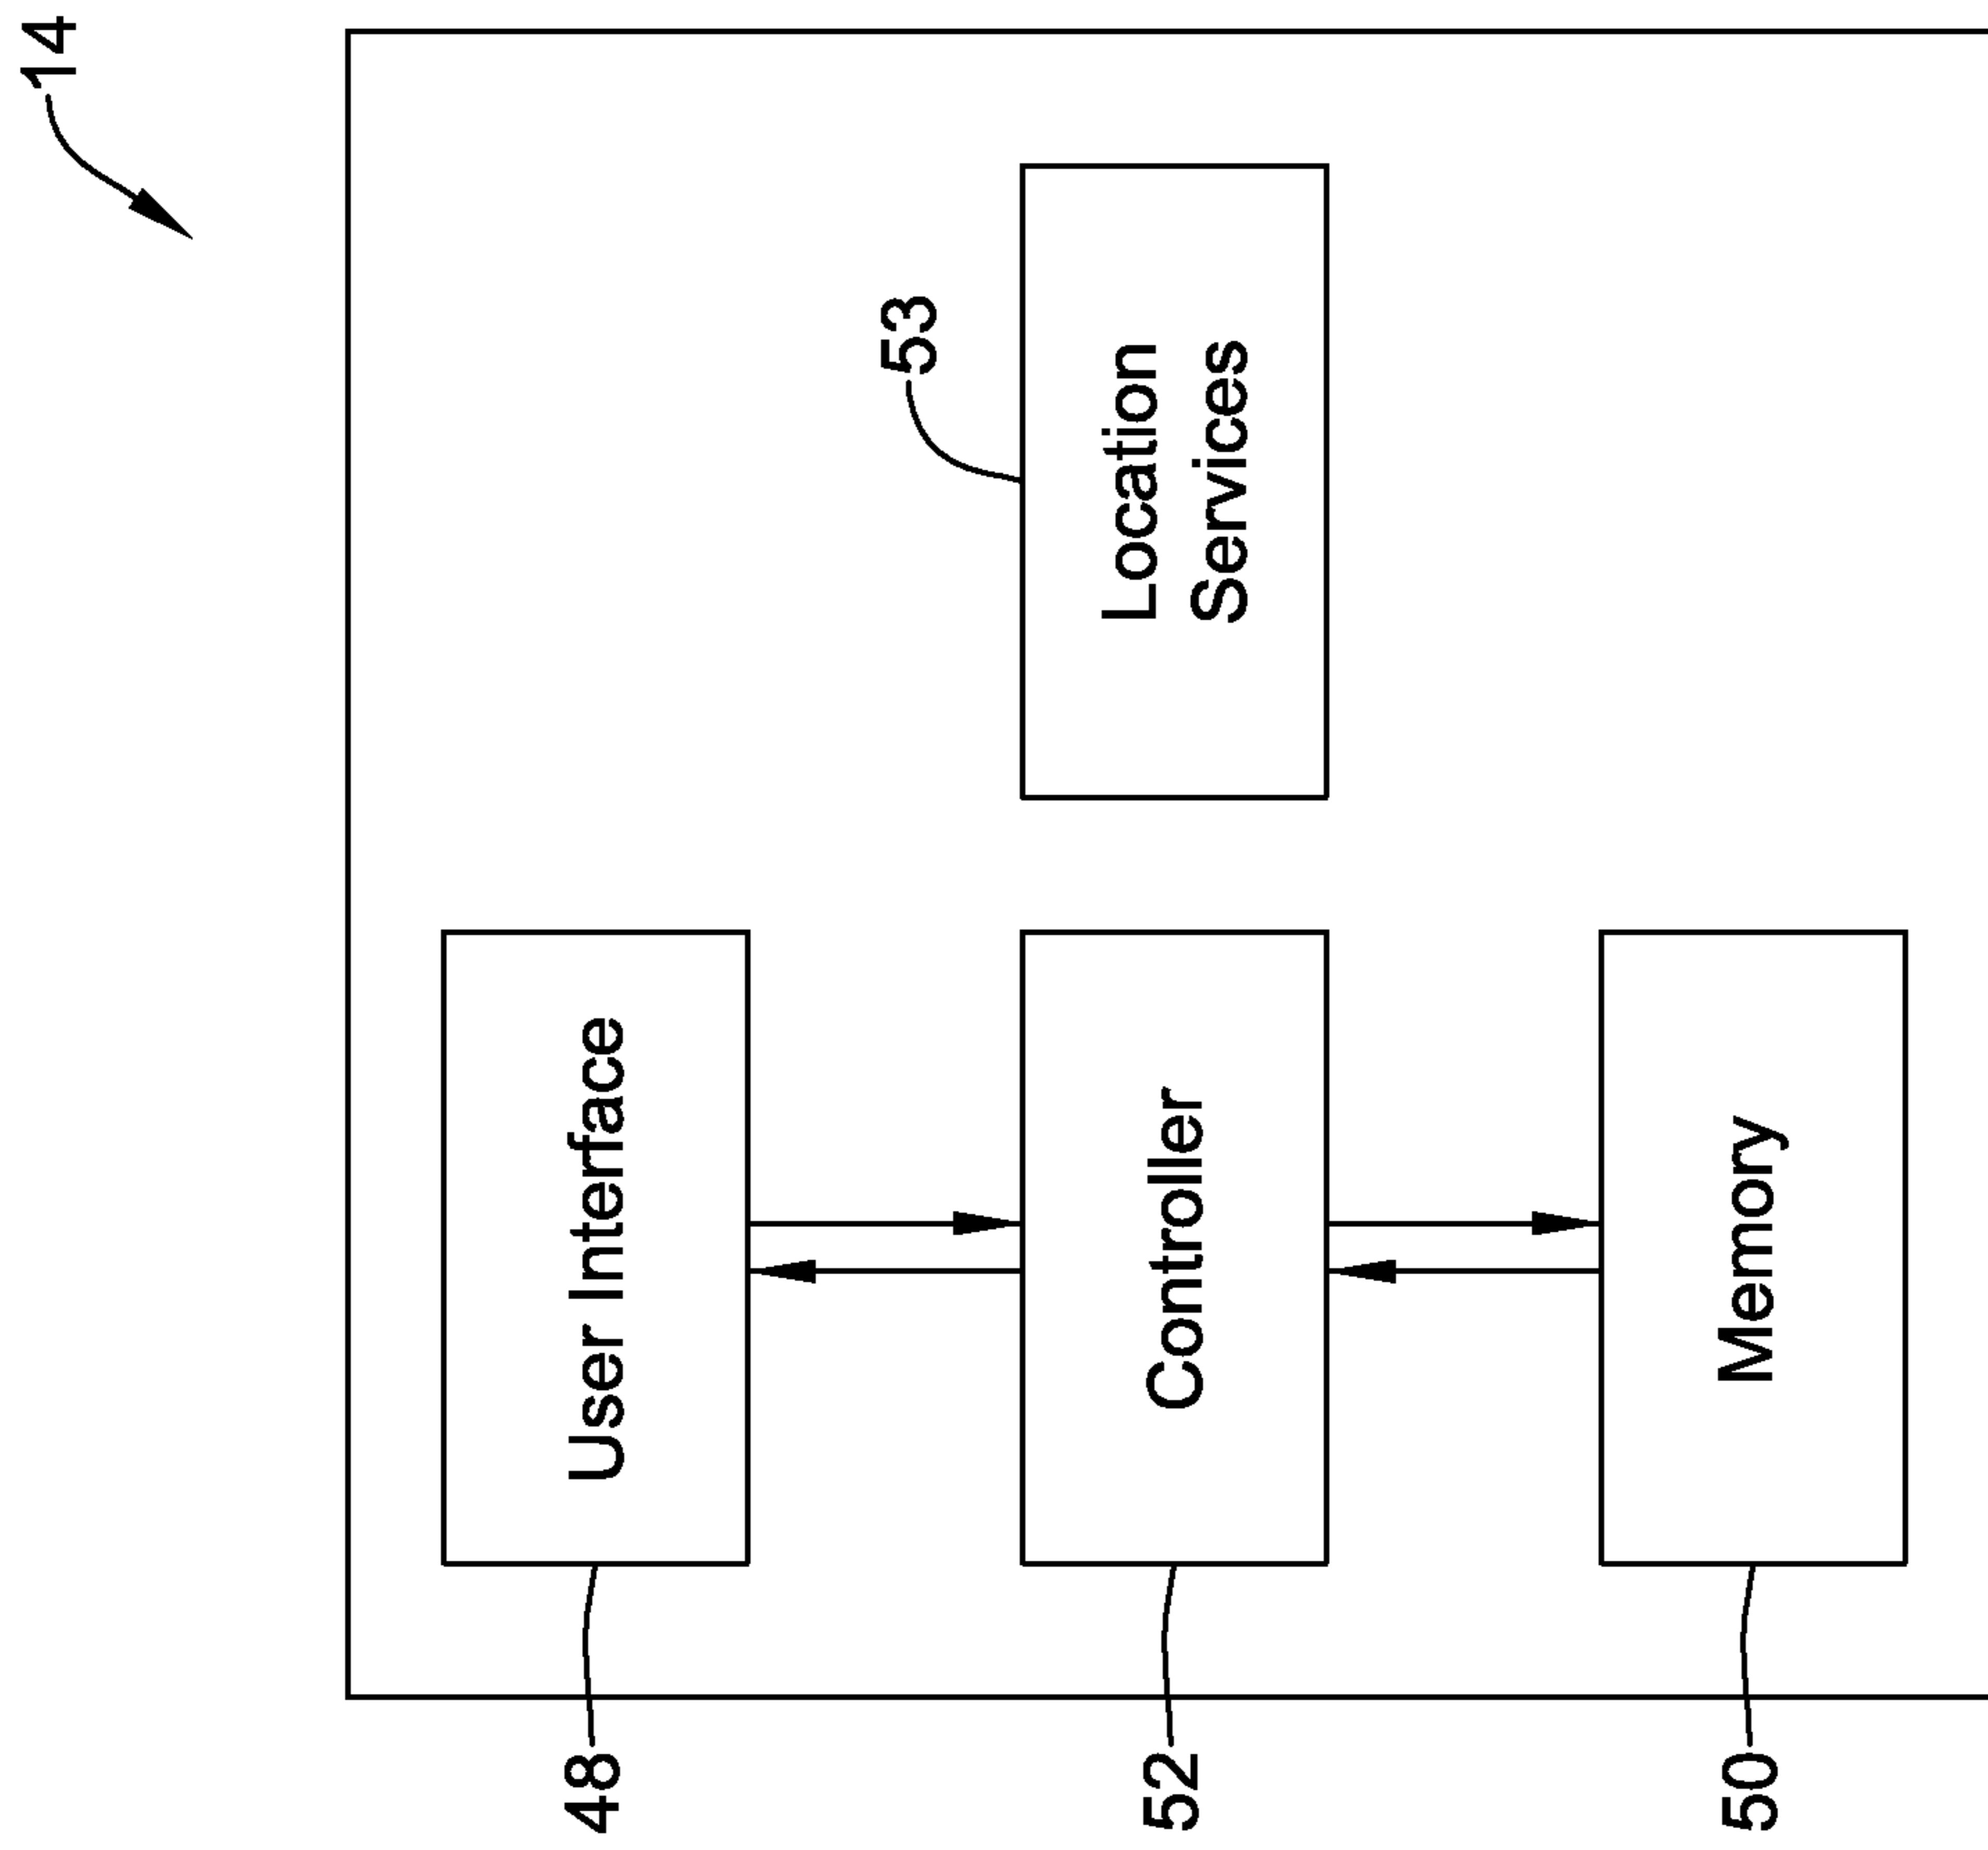 14
48
User Interface
52
Controller
53
Location
Services
50
Memory